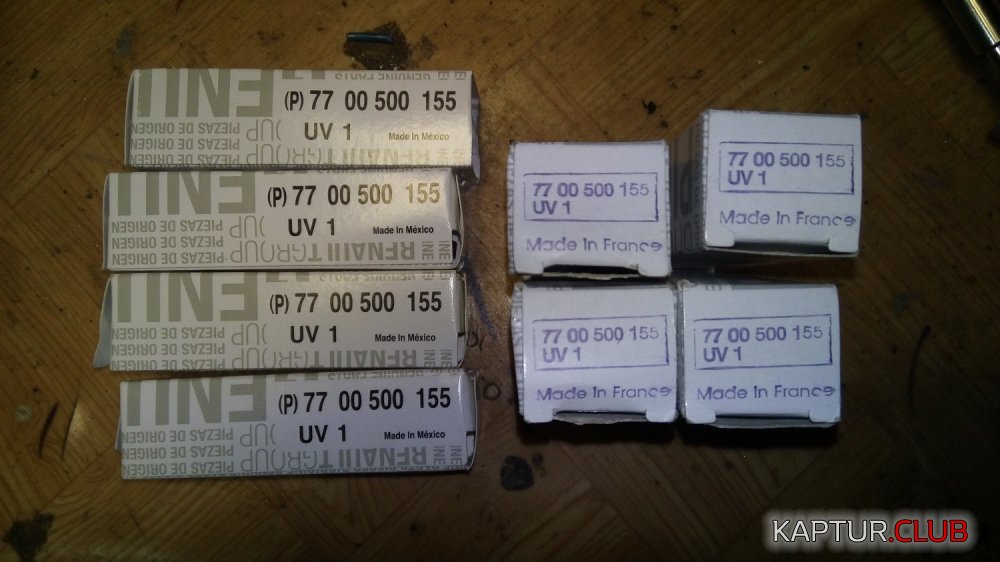 (P) 77 00 500 155
UV 1
Made In México
PIEZAS DE ORIGEN
(P) 77 00 500 155
UV 1
Made In México
PIEZAS DE ORIGEN
(P) 77 00 500 155
UV 1
Made In México
PIEZAS DE ORIGEN
(P) 77 00 500 155
UV 1
Made In México
PIEZAS DE ORIGEN
77 00 500 155
UV 1
Made In France
77 00 500 155
UV 1
Made In France
77 00 500 155
UV 1
Made In France
77 00 500 155
UV 1
Made In France
KAPTUR.CLUB